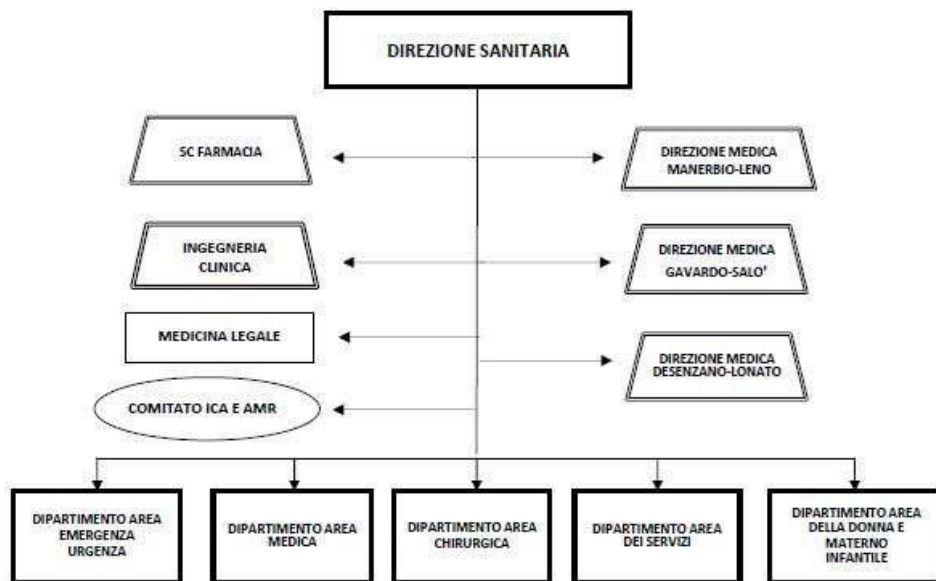 DIREZIONE SANITARIA
SC FARMACIA
DIREZIONE MEDICA
MANERBIO-LENO
INGEGNERIA
CLINICA
DIREZIONE MEDICA
GAVARDO-SALO'
MEDICINA LEGALE
DIREZIONE MEDICA
DESENZANO-LONATO
COMITATO ICA E AMR
DIPARTIMENTO AREA
EMERGENZA
URGENZA
DIPARTIMENTO AREA
MEDICA
DIPARTIMENTO AREA
CHIRURGICA
DIPARTIMENTO AREA
DEI SERVIZI
DIPARTIMENTO AREA
DELLA DONNA E
MATERNO
INFANTILE